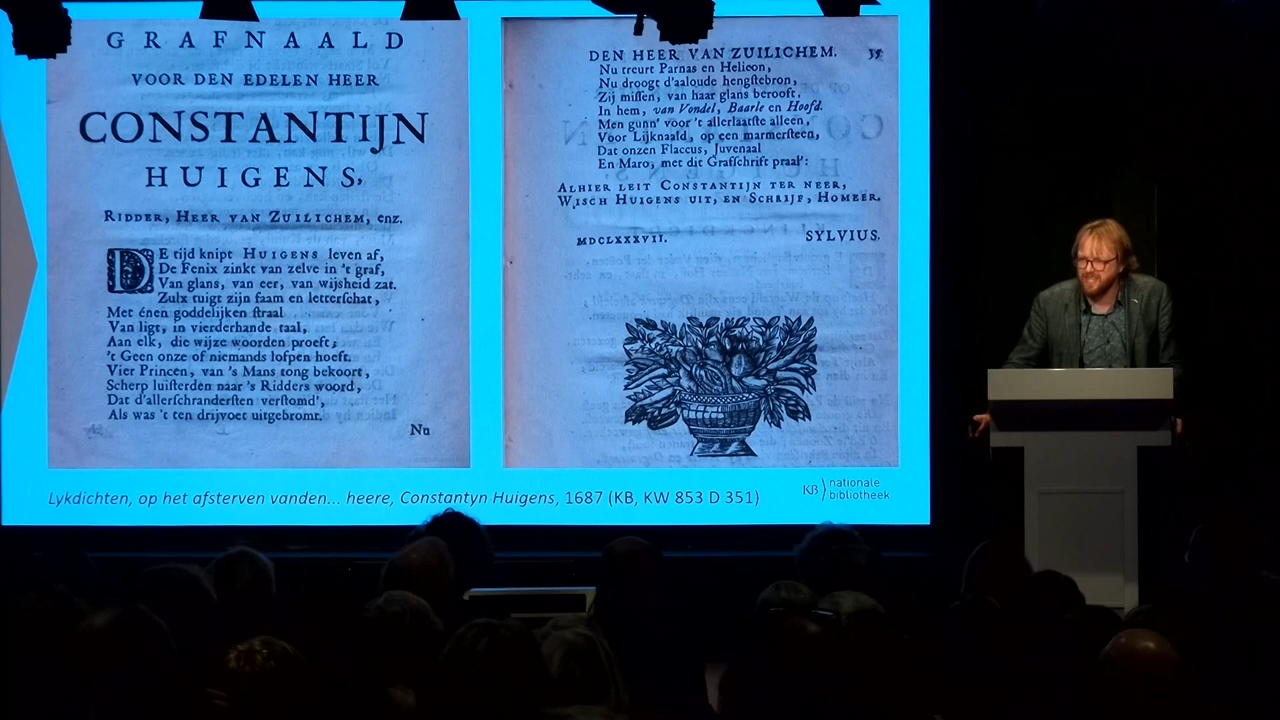 GRAFNAALD
VOOR DEN EDELEN HEER
CONSTANTIJN
HUIGENS,
RIDDER, HEER VAN ZUILICHEM, enz.
DE tijd knipt HUIGENS leven af,
De Fenix zinkt van zelve in 't graf,
Van glans, van eer, van wijsheid zat.
Zulx tuigt zijn faam en letterſchat,
Met énen goddelijken ſtraal
Van ligt, in vierderhande taal,
Aan elk, die wijze woorden proeft;
't Geen onze of niemands lofpen hoeft.
Vier Princen, van 's Mans tong bekoort,
Scherp luiſterden naar 's Ridders woord,
Dat d'allerſchranderſten verſtomd',
Als was 't ten drijvoet uitgebromt.
Nu
DEN HEER VAN ZUILICHEM. 35
Nu treurt Parnas en Helicon,
Nu droogt d'aaloude hengſtebron,
Zij miſſen, van haar glans berooft,
In hem, van Vondel, Baarle en Hoofd.
Men gunn' voor 't allerlaatſte alleen,
Voor Lijknaald, op een marmerſteen,
Dat onzen Flaccus, Juvenaal
En Maro, met dit Grafſchrift praal':
ALHIER LEIT CONSTANTIJN TER NEER,
WISCH HUIGENS UIT, EN SCHRIJF, HOMEER.
MDCLXXXVII. SYLVIUS.
Lykdichten, op het afsterven vanden... heere, Constantyn Huigens, 1687 (KB, KW 853 D 351)
KB nationale
bibliotheek